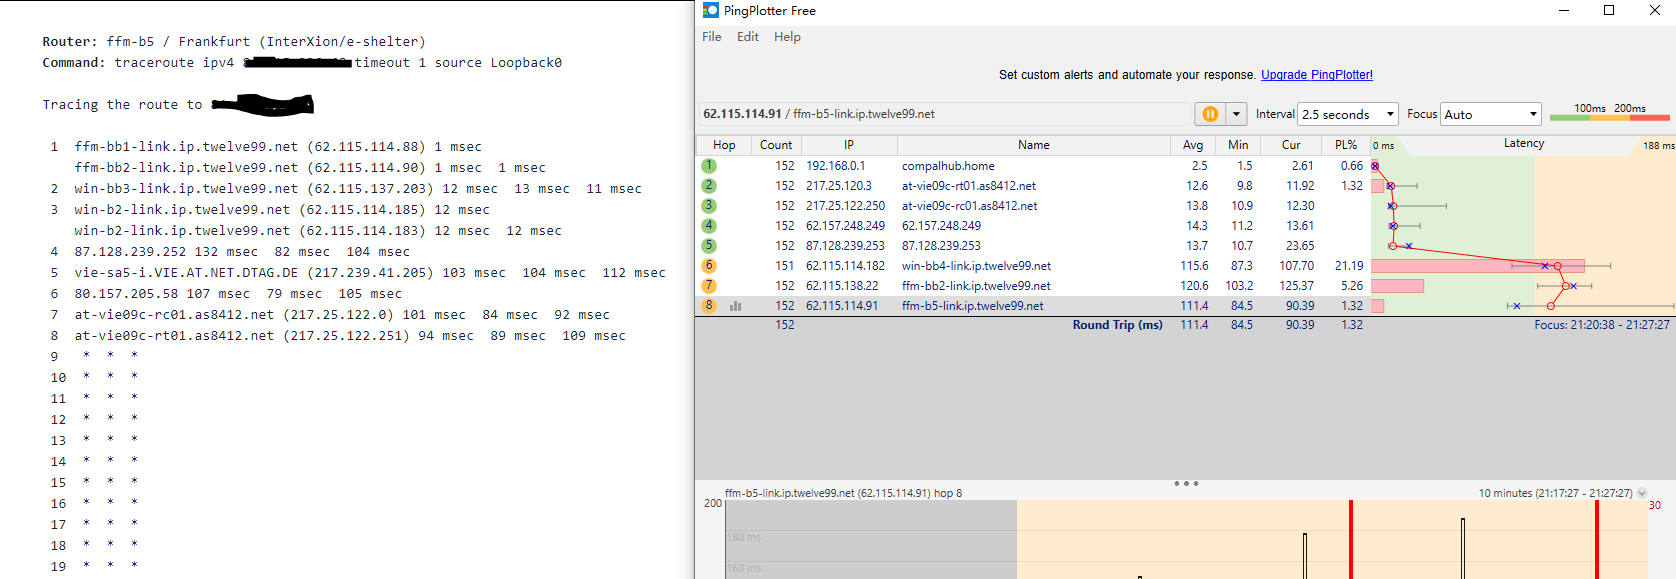 Router: ffm-b5 / Frankfurt (InterXion/e-shelter)
Command: traceroute ipv4 timeout 1 source Loopback0
Tracing the route to
1 ffm-bb1-link.ip.twelve99.net (62.115.114.88) 1 msec
ffm-bb2-link.ip.twelve99.net (62.115.114.90) 1 msec 1 msec
2 win-bb3-link.ip.twelve99.net (62.115.137.203) 12 msec 13 msec 11 msec
3 win-b2-link.ip.twelve99.net (62.115.114.185) 12 msec
win-b2-link.ip.twelve99.net (62.115.114.183) 12 msec 12 msec
4 87.128.239.252 132 msec 82 msec 104 msec
5 vie-sa5-i.VIE.AT.NET.DTAG.DE (217.239.41.205) 103 msec 104 msec 112 msec
6 80.157.205.58 107 msec 79 msec 105 msec
7 at-vie09c-rc01.as8412.net (217.25.122.0) 101 msec 84 msec 92 msec
8 at-vie09c-rt01.as8412.net (217.25.122.251) 94 msec 89 msec 109 msec
9 * * *
10 * * *
11 * * *
12 * * *
13 * * *
14 * * *
15 * * *
16 * * *
17 * * *
18 * * *
19 * * *
PingPlotter Free
File Edit Help
Set custom alerts and automate your response. Upgrade PingPlotter!
62.115.114.91 / ffm-b5-link.ip.twelve99.net Interval 2.5 seconds Focus Auto 100ms 200ms
Hop Count IP Name Avg Min Cur PL% 0 ms Latency 188 ms
1 152 192.168.0.1 compalhub.home 2.5 1.5 2.61 0.66
2 152 217.25.120.3 at-vie09c-rt01.as8412.net 12.6 9.8 11.92 1.32
3 152 217.25.122.250 at-vie09c-rc01.as8412.net 13.8 10.9 12.30
4 152 62.157.248.249 62.157.248.249 14.3 11.2 13.61
5 152 87.128.239.253 87.128.239.253 13.7 10.7 23.65
6 151 62.115.114.182 win-bb4-link.ip.twelve99.net 115.6 87.3 107.70 21.19
7 152 62.115.138.22 ffm-bb2-link.ip.twelve99.net 120.6 103.2 125.37 5.26
8 152 62.115.114.91 ffm-b5-link.ip.twelve99.net 111.4 84.5 90.39 1.32
152 Round Trip (ms) 111.4 84.5 90.39 1.32 Focus: 21:20:38 - 21:27:27
ffm-b5-link.ip.twelve99.net (62.115.114.91) hop 8 10 minutes (21:17:27 - 21:27:27)
200 30
180 ms
160 ms